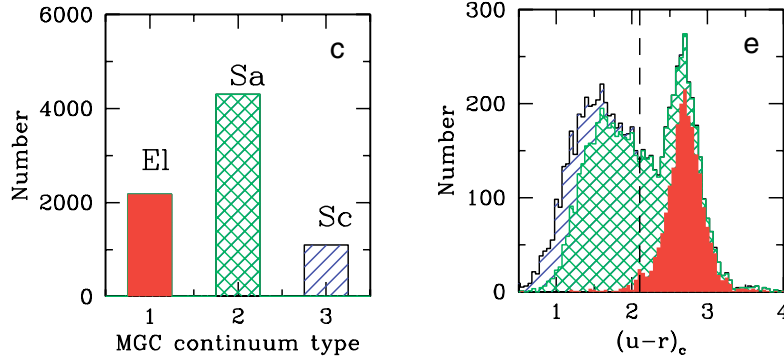 6000
4000
2000
0
Number
c
El
Sa
Sc
1 2 3
MGC continuum type
300
200
100
0
Number
e
1 2 3 4
(u-r)c